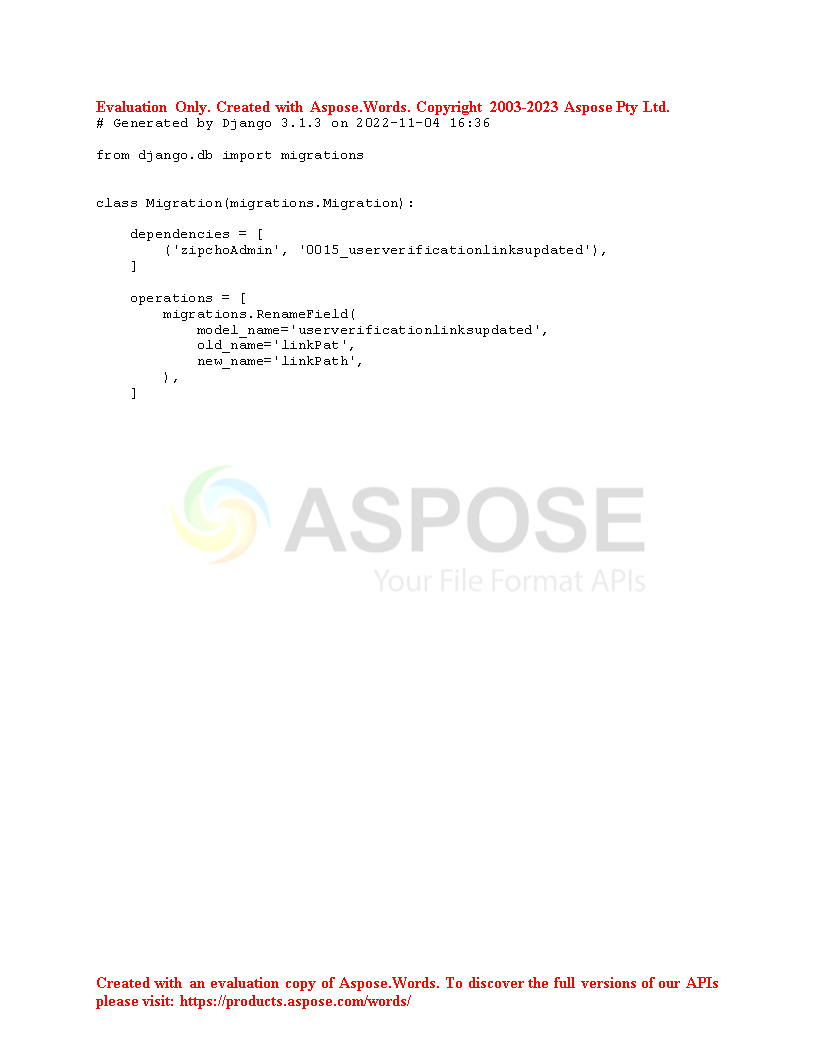 Evaluation Only. Created with Aspose.Words. Copyright 2003-2023 Aspose Pty Ltd.
# Generated by Django 3.1.3 on 2022-11-04 16:36
from django.db import migrations
class Migration(migrations.Migration):
    dependencies = [
        ('zipchoAdmin', '0015_userverificationlinksupdated'),
    ]
    operations = [
        migrations.RenameField(
            model_name='userverificationlinksupdated',
            old_name='linkPat',
            new_name='linkPath',
        ),
    ]
ASPOSE
Your File Format APIs
Created with an evaluation copy of Aspose.Words. To discover the full versions of our APIs
please visit: https://products.aspose.com/words/